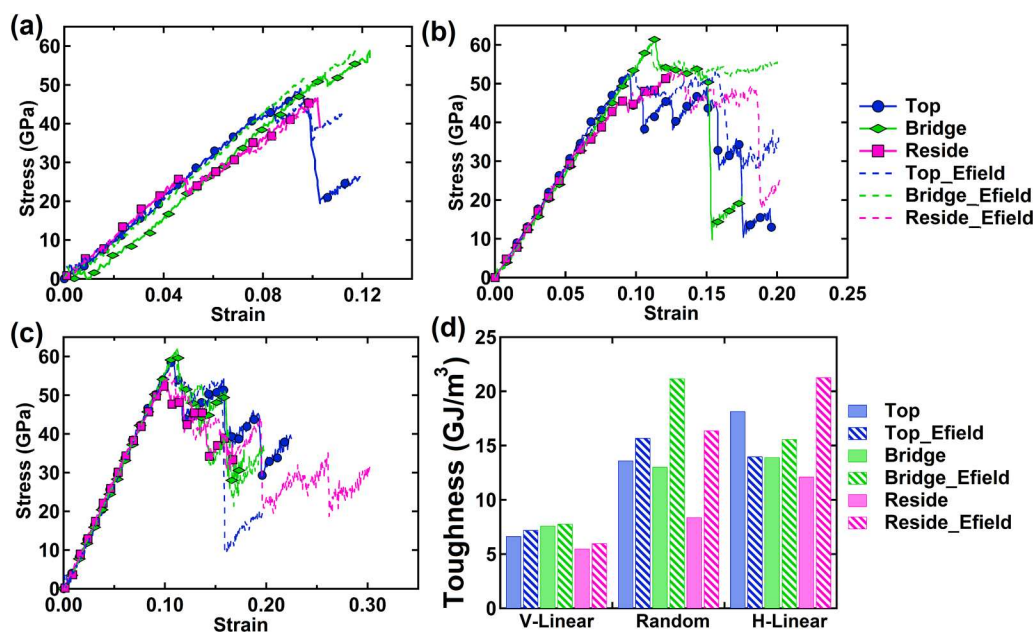 (a)
60
50
40
30
20
10
0
Stress (GPa)
0.00 0.04 0.08 0.12
Strain
(b)
60
50
40
30
20
10
0
Stress (GPa)
0.00 0.05 0.10 0.15 0.20 0.25
Strain
Top
Bridge
Reside
Top_Efield
Bridge_Efield
Reside_Efield
(c)
60
50
40
30
20
10
0
Stress (GPa)
0.00 0.10 0.20 0.30
Strain
(d)
25
20
15
10
5
0
Toughness (GJ/m³)
V-Linear Random H-Linear
Top
Top_Efield
Bridge
Bridge_Efield
Reside
Reside_Efield